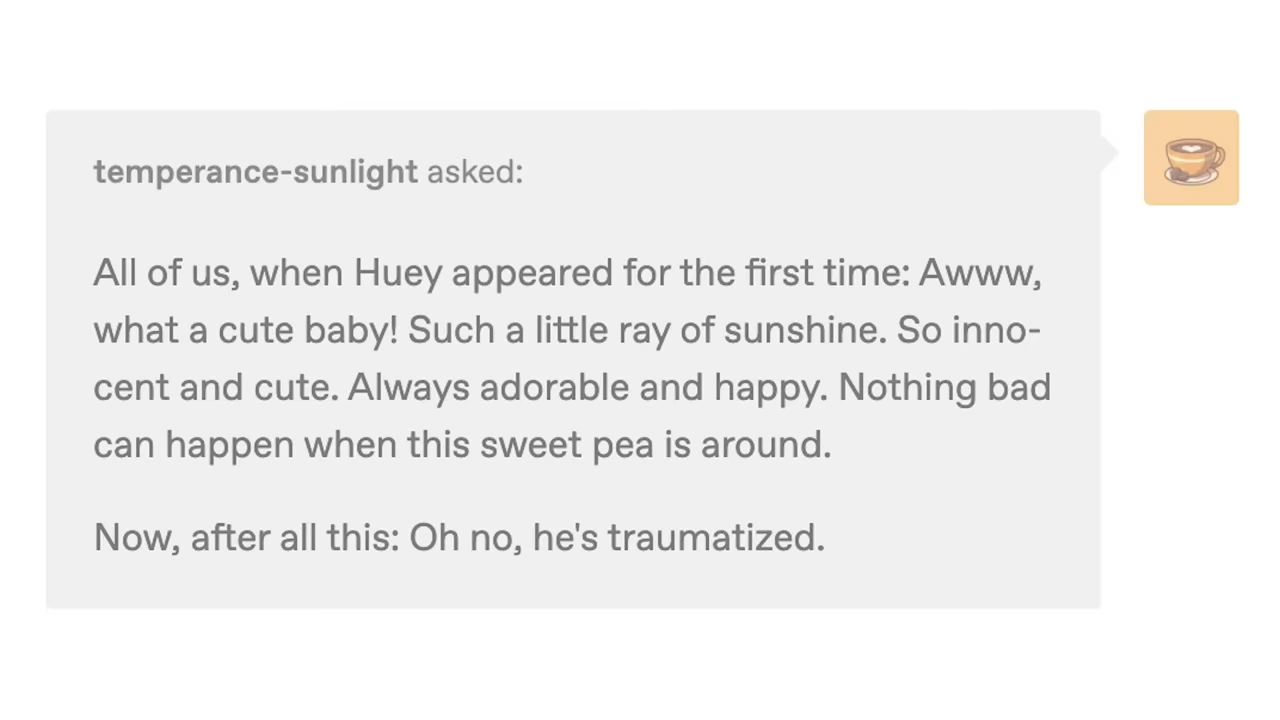 temperance-sunlight asked:
All of us, when Huey appeared for the first time: Awww,
what a cute baby! Such a little ray of sunshine. So inno-
cent and cute. Always adorable and happy. Nothing bad
can happen when this sweet pea is around.
Now, after all this: Oh no, he's traumatized.